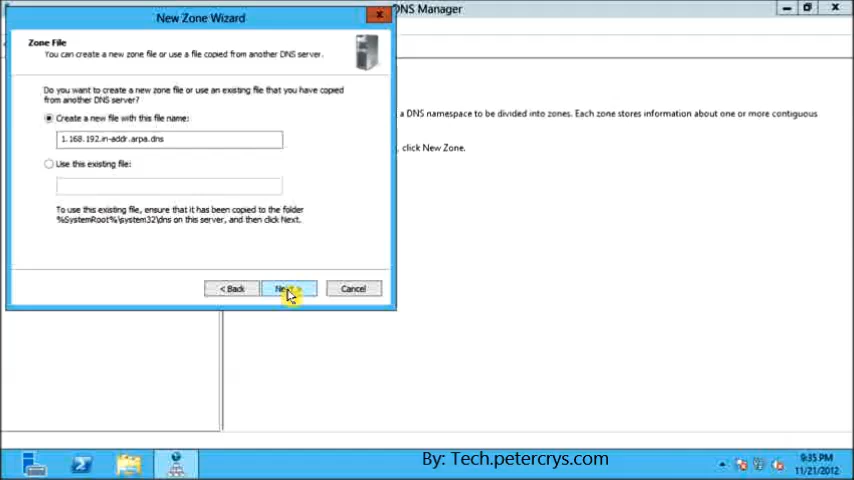 New Zone Wizard
DNS Manager
Zone File
You can create a new zone file or use a file copied from another DNS server.
Do you want to create a new zone file or use an existing file that you have copied
from another DNS server?
Create a new file with this file name:
1.168.192.in-addr.arpa.dns
Use this existing file:
To use this existing file, ensure that it has been copied to the folder
%SystemRoot%\system32\dns on this server, and then click Next.
< Back
Next >
Cancel
a DNS namespace to be divided into zones. Each zone stores information about one or more contiguous
, click New Zone.
By: Tech.petercrys.com
9:35 PM
11/21/2012